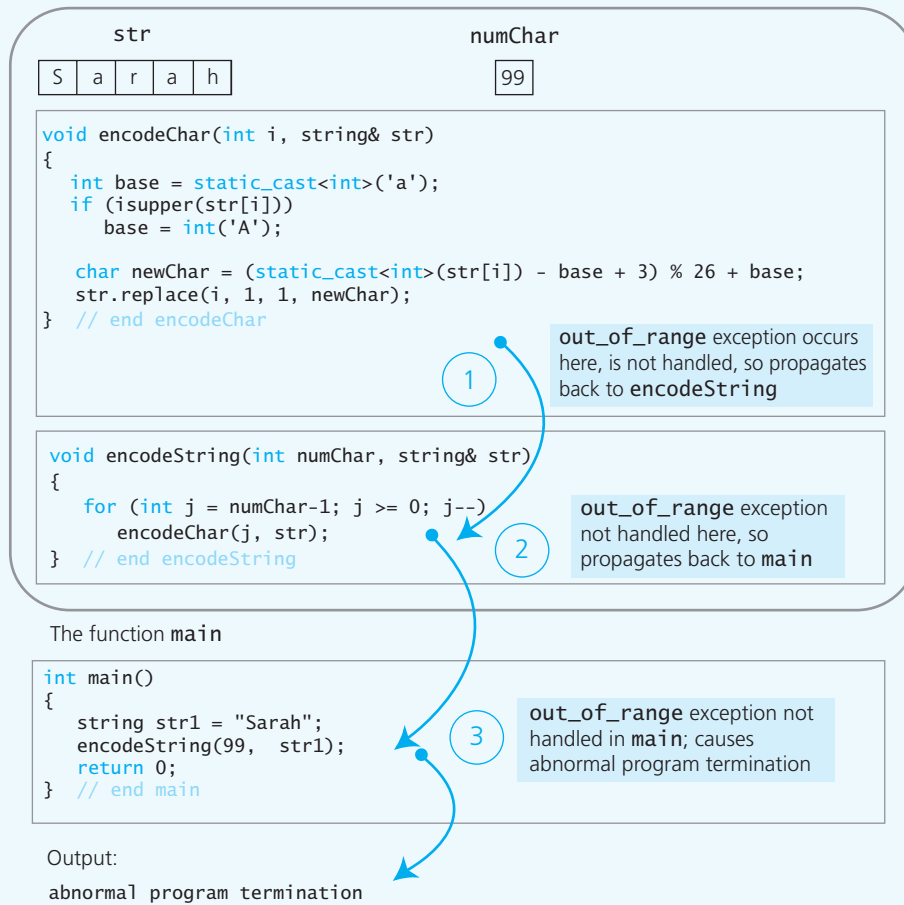 str numChar
S a r a h 99
void encodeChar(int i, string& str)
{
int base = static_cast<int>('a');
if (isupper(str[i]))
base = int('A');
char newChar = (static_cast<int>(str[i]) - base + 3) % 26 + base;
str.replace(i, 1, 1, newChar);
} // end encodeChar
out_of_range exception occurs
here, is not handled, so propagates
back to encodeString
1
void encodeString(int numChar, string& str)
{
for (int j = numChar-1; j >= 0; j--)
encodeChar(j, str);
} // end encodeString
2
out_of_range exception
not handled here, so
propagates back to main
The function main
int main()
{
string str1 = "Sarah";
encodeString(99, str1);
return 0;
} // end main
3
out_of_range exception not
handled in main; causes
abnormal program termination
Output:
abnormal program termination